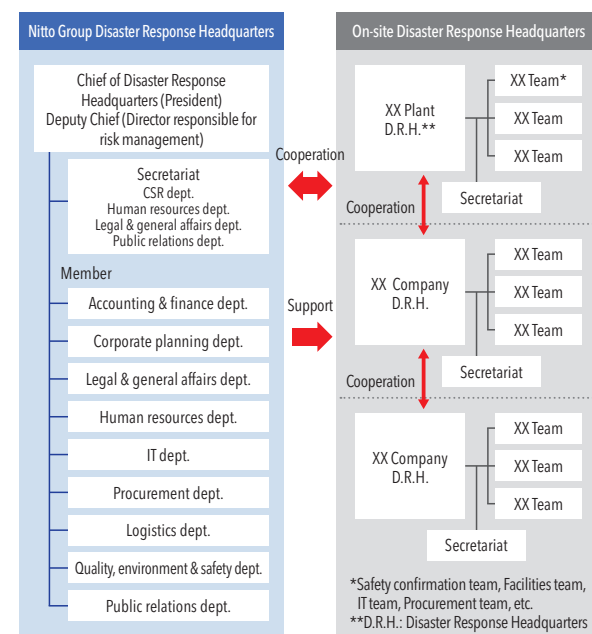 Nitto Group Disaster Response Headquarters
Chief of Disaster Response
Headquarters (President)
Deputy Chief (Director responsible for
risk management)
Secretariat
CSR dept.
Human resources dept.
Legal & general affairs dept.
Public relations dept.
Member
Accounting & finance dept.
Corporate planning dept.
Legal & general affairs dept.
Human resources dept.
IT dept.
Procurement dept.
Logistics dept.
Quality, environment & safety dept.
Public relations dept.
Cooperation
Support
On-site Disaster Response Headquarters
XX Plant
D.R.H.**
XX Team*
XX Team
XX Team
Secretariat
Cooperation
XX Company
D.R.H.
XX Team
XX Team
XX Team
Secretariat
Cooperation
XX Company
D.R.H.
XX Team
XX Team
XX Team
Secretariat
*Safety confirmation team, Facilities team,
IT team, Procurement team, etc.
**D.R.H.: Disaster Response Headquarters